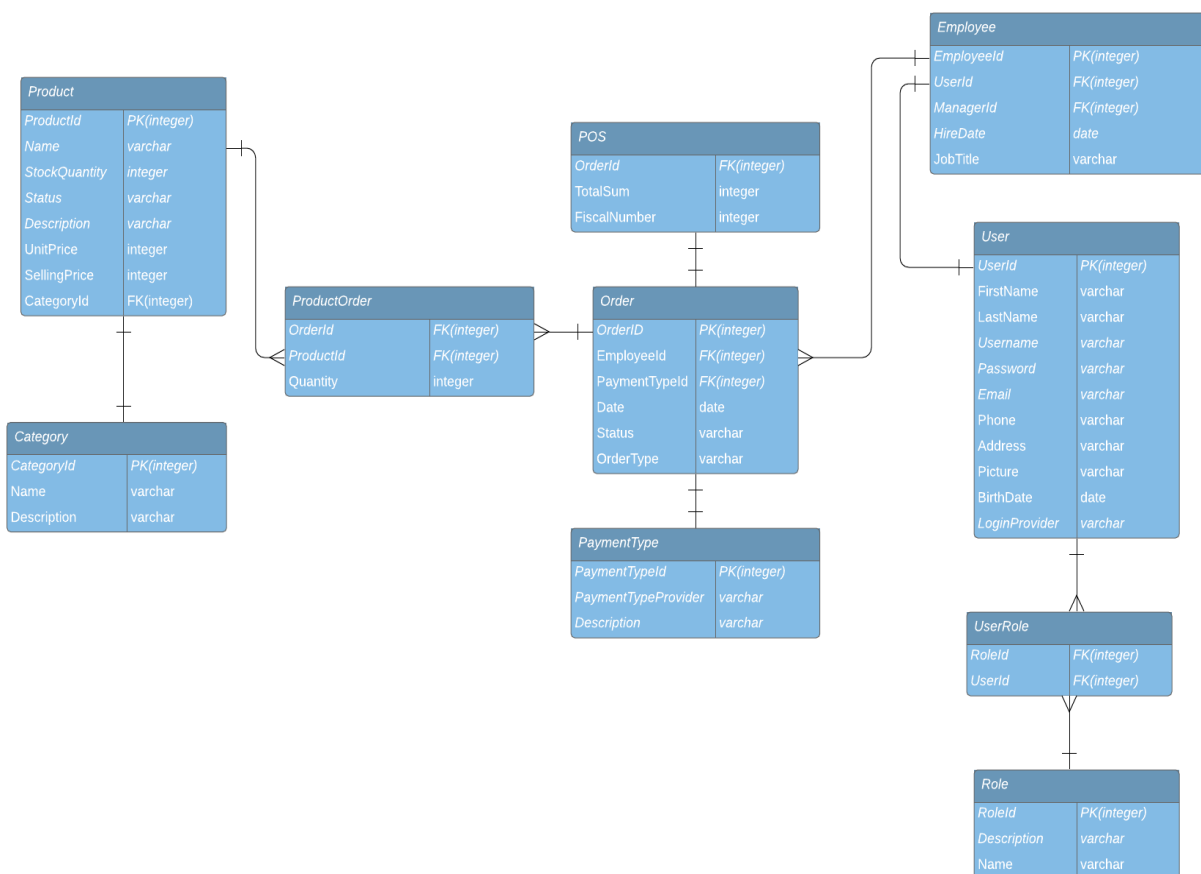 Product
ProductId PK(integer)
Name varchar
StockQuantity integer
Status varchar
Description varchar
UnitPrice integer
SellingPrice integer
CategoryId FK(integer)
Category
CategoryId PK(integer)
Name varchar
Description varchar
ProductOrder
OrderId FK(integer)
ProductId FK(integer)
Quantity integer
POS
OrderId FK(integer)
TotalSum integer
FiscalNumber integer
Order
OrderID PK(integer)
EmployeeId FK(integer)
PaymentTypeId FK(integer)
Date date
Status varchar
OrderType varchar
PaymentType
PaymentTypeId PK(integer)
PaymentTypeProvider varchar
Description varchar
Employee
EmployeeId PK(integer)
UserId FK(integer)
ManagerId FK(integer)
HireDate date
JobTitle varchar
User
UserId PK(integer)
FirstName varchar
LastName varchar
Username varchar
Password varchar
Email varchar
Phone varchar
Address varchar
Picture varchar
BirthDate date
LoginProvider varchar
UserRole
RoleId FK(integer)
UserId FK(integer)
Role
RoleId PK(integer)
Description varchar
Name varchar